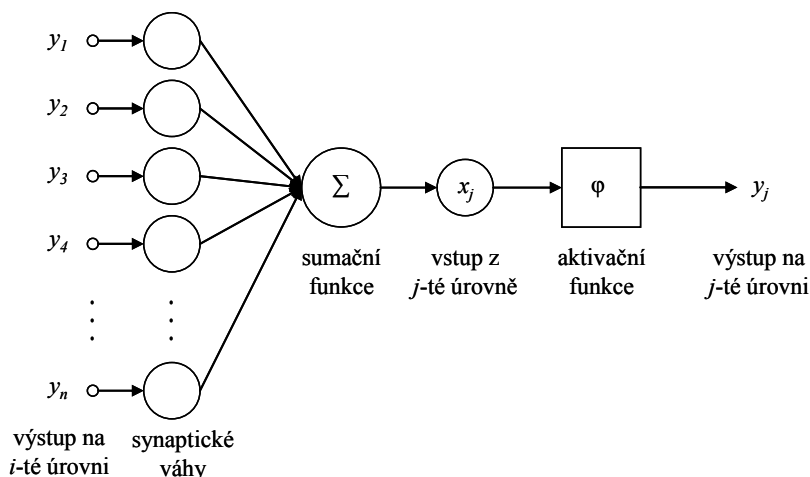 y1
y2
y3
y4
yn
výstup na
i-té úrovni
synaptické
váhy
Σ
sumační
funkce
xj
vstup z
j-té úrovně
φ
aktivační
funkce
yj
výstup na
j-té úrovni